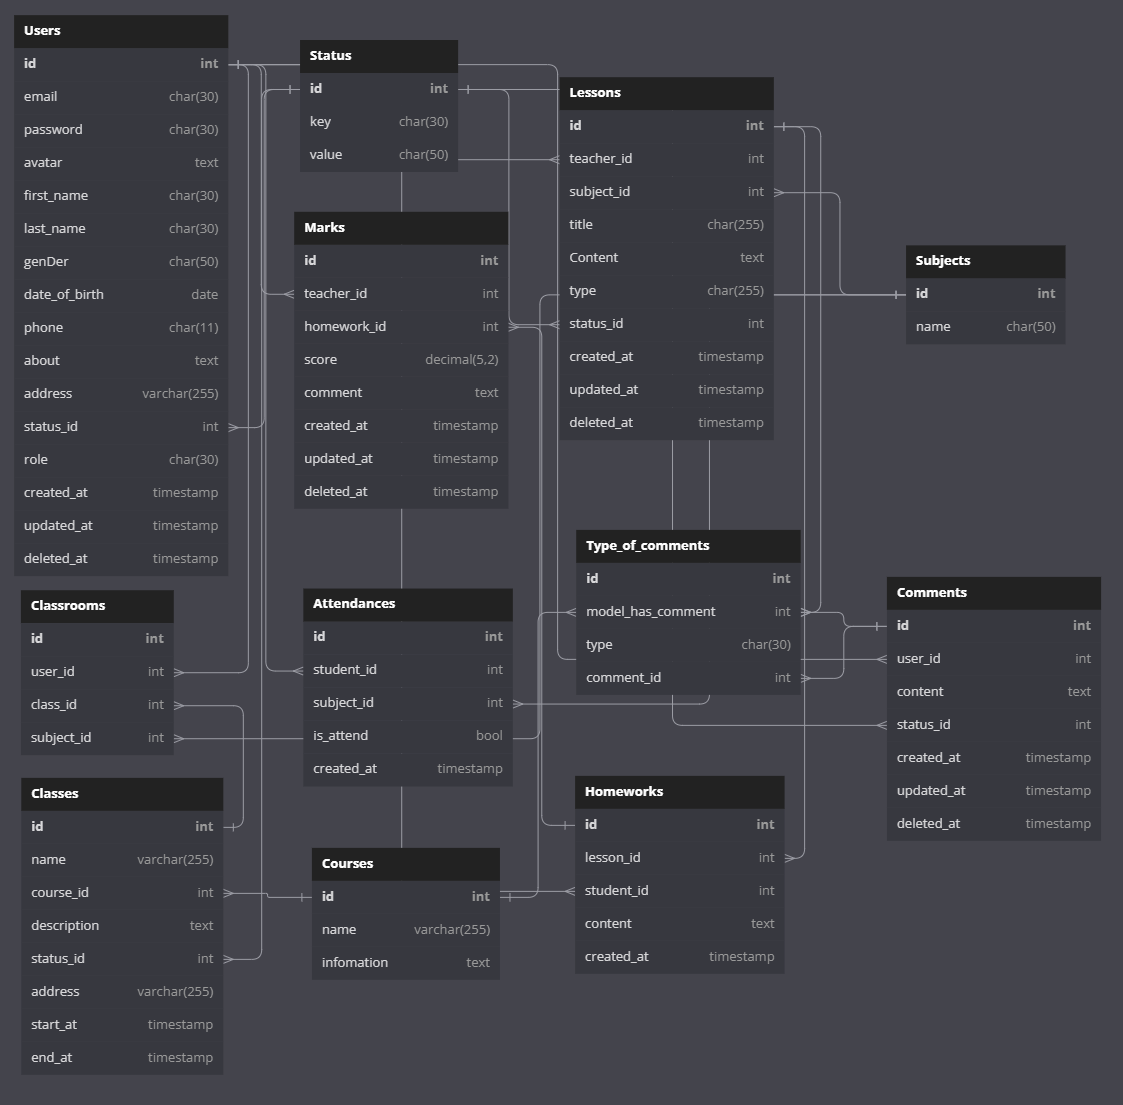 Users
id int
email char(30)
password char(30)
avatar text
first_name char(30)
last_name char(30)
genDer char(50)
date_of_birth date
phone char(11)
about text
address varchar(255)
status_id int
role char(30)
created_at timestamp
updated_at timestamp
deleted_at timestamp
Status
id int
key char(30)
value char(50)
Lessons
id int
teacher_id int
subject_id int
title char(255)
Content text
type char(255)
status_id int
created_at timestamp
updated_at timestamp
deleted_at timestamp
Marks
id int
teacher_id int
homework_id int
score decimal(5,2)
comment text
created_at timestamp
updated_at timestamp
deleted_at timestamp
Subjects
id int
name char(50)
Type_of_comments
id int
model_has_comment int
type char(30)
comment_id int
Comments
id int
user_id int
content text
status_id int
created_at timestamp
updated_at timestamp
deleted_at timestamp
Classrooms
id int
user_id int
class_id int
subject_id int
Attendances
id int
student_id int
subject_id int
is_attend bool
created_at timestamp
Classes
id int
name varchar(255)
course_id int
description text
status_id int
address varchar(255)
start_at timestamp
end_at timestamp
Courses
id int
name varchar(255)
infomation text
Homeworks
id int
lesson_id int
student_id int
content text
created_at timestamp